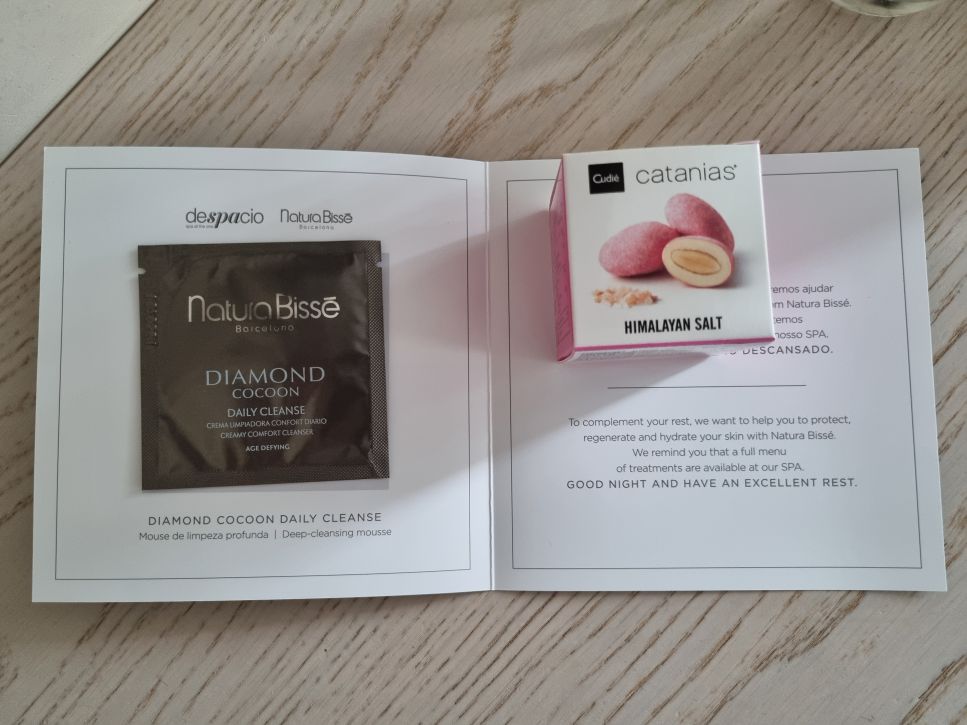 despacio
Natura Bissé
Barcelona
Natura Bissé
Barcelona
DIAMOND
COCOON
DAILY CLEANSE
CREMA LIMPIADORA CONFORT DIARIO
CREAMY COMFORT CLEANSER
AGE DEFYING
DIAMOND COCOON DAILY CLEANSE
Mouse de limpeza profunda | Deep-cleansing mousse
Cudié
catanias
HIMALAYAN SALT
remos ajudar
om Natura Bissé.
temos
nosso SPA.
DESCANSADO.
To complement your rest, we want to help you to protect,
regenerate and hydrate your skin with Natura Bissé.
We remind you that a full menu
of treatments are available at our SPA.
GOOD NIGHT AND HAVE AN EXCELLENT REST.